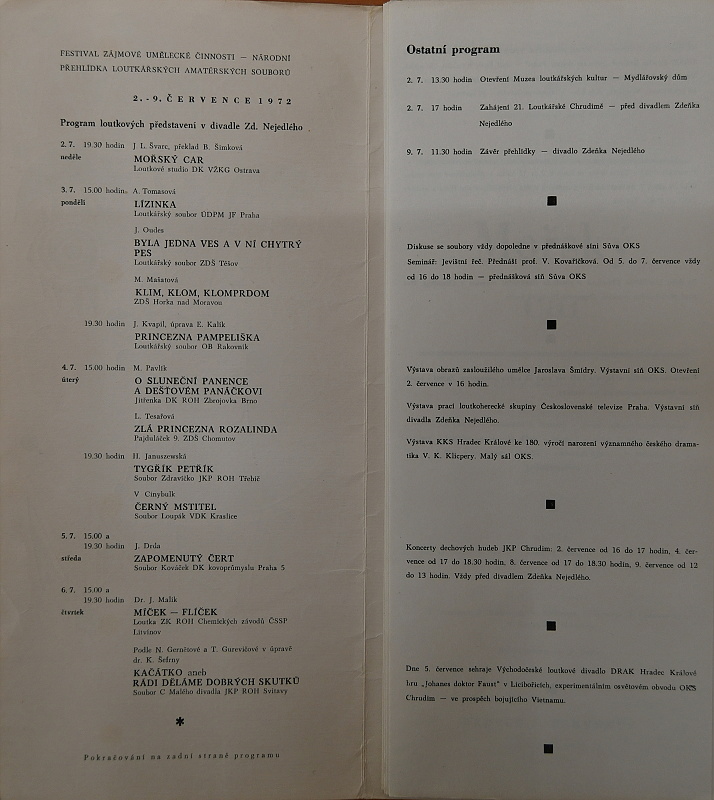 FESTIVAL ZÁJMOVÉ UMĚLECKÉ ČINNOSTI — NÁRODNÍ
PŘEHLÍDKA LOUTKÁŘSKÝCH AMATÉRSKÝCH SOUBORŮ
2.-9. ČERVENCE 1972
Program loutkových představení v divadle Zd. Nejedlého
2. 7. 19.30 hodin J I. Švarc, překlad B. Šimková
neděle MOŘSKÝ CAR
Loutkové studio DK VŽKG Ostrava
3. 7. 15.00 hodin. A. Tomasová
pondělí LÍZINKA
Loutkářský soubor ÚDPM JF Praha
J. Oudes
BYLA JEDNA VES A V NÍ CHYTRÝ
PES
Loutkářský soubor ZDŠ Těšov
M. Mašatová
KLIM, KLOM, KLOMPRDOM
ZDŠ Horka nad Moravou
19.30 hodin J. Kvapil, úprava E. Kalík
PRINCEZNA PAMPELIŠKA
Loutkářský soubor OB Rakovník
4. 7. 15.00 hodin M. Pavlík
úterý O SLUNEČNÍ PANENCE
A DEŠŤOVÉM PANÁČKOVI
Jitřenka DK ROH Zbrojovka Brno
L. Tesařová
ZLÁ PRINCEZNA ROZALINDA
Pajduláček 9. ZDŠ Chomutov
19.30 hodin H. Januszewská
TYGŘÍK PETŘÍK
Soubor Zdravíčko JKP ROH Třebíč
V Cinybulk
ČERNÝ MSTITEL
Soubor Loupák VDK Kraslice
5. 7. 15.00 a
19.30 hodin J. Drda
středa ZAPOMENUTÝ ČERT
Soubor Kováček DK kovoprůmyslu Praha 5
6. 7. 15.00 a
19.30 hodin Dr. J. Malík
čtvrtek MÍČEK — FLÍČEK
Loutka ZK ROH Chemických závodů ČSSP
Litvínov
Podle N. Gernětové a T. Gurevičové v úpravě
dr. K. Šefrny
KAČÁTKO aneb
RÁDI DĚLÁME DOBRÝCH SKUTKŮ
Soubor C Malého divadla JKP ROH Svitavy
*
Pokračování na zadní straně programu
Ostatní program
2. 7. 13.30 hodin Otevření Muzea loutkářských kultur — Mydlářovský dům
2. 7. 17 hodin Zahájení 21. Loutkářské Chrudimě — před divadlem Zdeňka
Nejedlého
9. 7. 11.30 hodin Závěr přehlídky — divadlo Zdeňka Nejedlého
Diskuse se soubory vždy dopoledne v přednáškové síni Sůva OKS
Seminář: Jevištní řeč. Přednáší prof. V. Kovaříčková. Od 5. do 7. července vždy
od 16 do 18 hodin — přednášková síň Sůva OKS
Výstava obrazů zasloužilého umělce Jaroslava Šmidry. Výstavní síň OKS. Otevření
2. července v 16 hodin.
Výstava prací loutkoherecké skupiny Československé televize Praha. Výstavní síň
divadla Zdeňka Nejedlého.
Výstava KKS Hradec Králové ke 180. výročí narození významného českého drama-
tika V. K. Klicpery. Malý sál OKS.
Koncerty dechových hudeb JKP Chrudim: 2. července od 16 do 17 hodin, 4. čer-
vence od 17 do 18.30 hodin, 8. července od 17 do 18.30 hodin, 9. července od 12
do 13 hodin. Vždy před divadlem Zdeňka Nejedlého.
Dne 5. července sehraje Východočeské loutkové divadlo DRAK Hradec Králové
hru „Johanes doktor Faust" v Licibořicích, experimentálním osvětovém obvodu OKS
Chrudim — ve prospěch bojujícího Vietnamu.